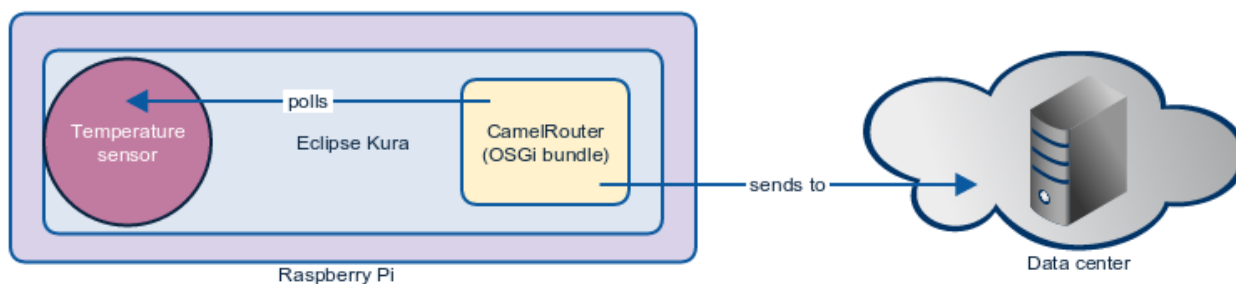 polls
Temperature
sensor
Eclipse Kura
CamelRouter
(OSGi bundle)
sends to
Raspberry Pi
Data center